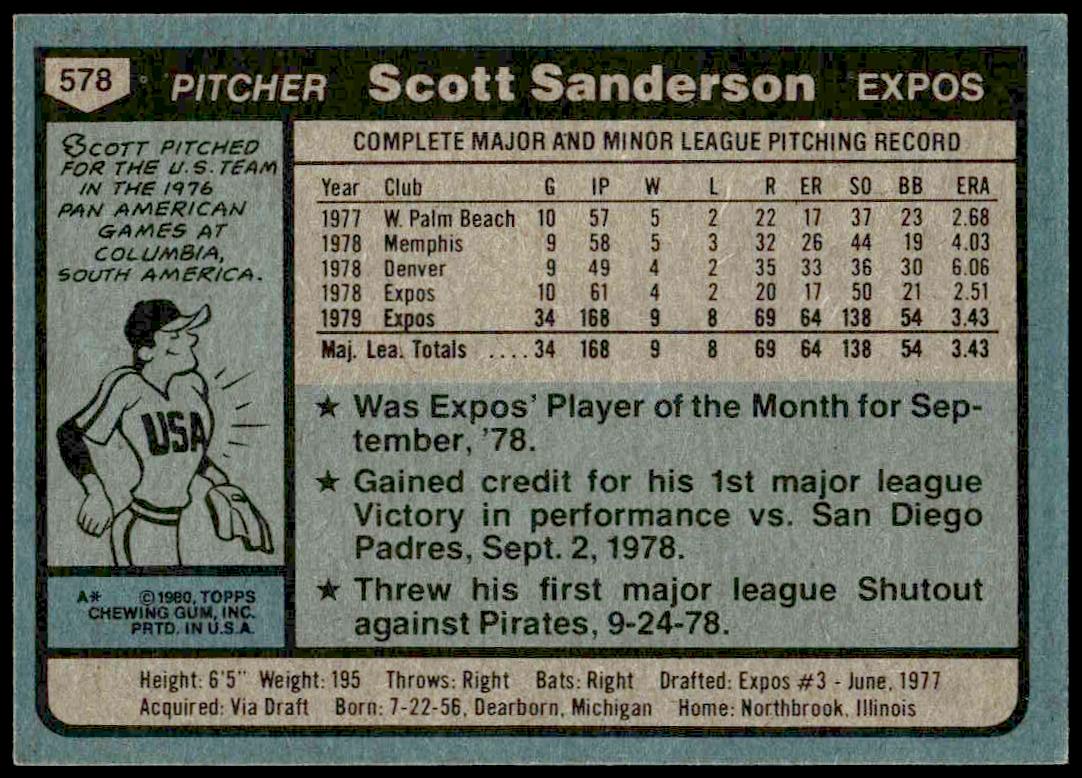 578 PITCHER Scott Sanderson EXPOS
SCOTT PITCHED
FOR THE U.S. TEAM
IN THE 1976
PAN AMERICAN
GAMES AT
COLUMBIA,
SOUTH AMERICA.
USA
A* ©1980, TOPPS
CHEWING GUM, INC.
PRTD. IN U.S.A.
COMPLETE MAJOR AND MINOR LEAGUE PITCHING RECORD
Year Club G IP W L R ER SO BB ERA
1977 W. Palm Beach 10 57 5 2 22 17 37 23 2.68
1978 Memphis 9 58 5 3 32 26 44 19 4.03
1978 Denver 9 49 4 2 35 33 36 30 6.06
1978 Expos 10 61 4 2 20 17 50 21 2.51
1979 Expos 34 168 9 8 69 64 138 54 3.43
Maj. Lea. Totals ....34 168 9 8 69 64 138 54 3.43
★ Was Expos' Player of the Month for Sep-
tember, '78.
★ Gained credit for his 1st major league
Victory in performance vs. San Diego
Padres, Sept. 2, 1978.
★ Threw his first major league Shutout
against Pirates, 9-24-78.
Height: 6'5" Weight: 195 Throws: Right Bats: Right Drafted: Expos #3 - June, 1977
Acquired: Via Draft Born: 7-22-56, Dearborn, Michigan Home: Northbrook, Illinois